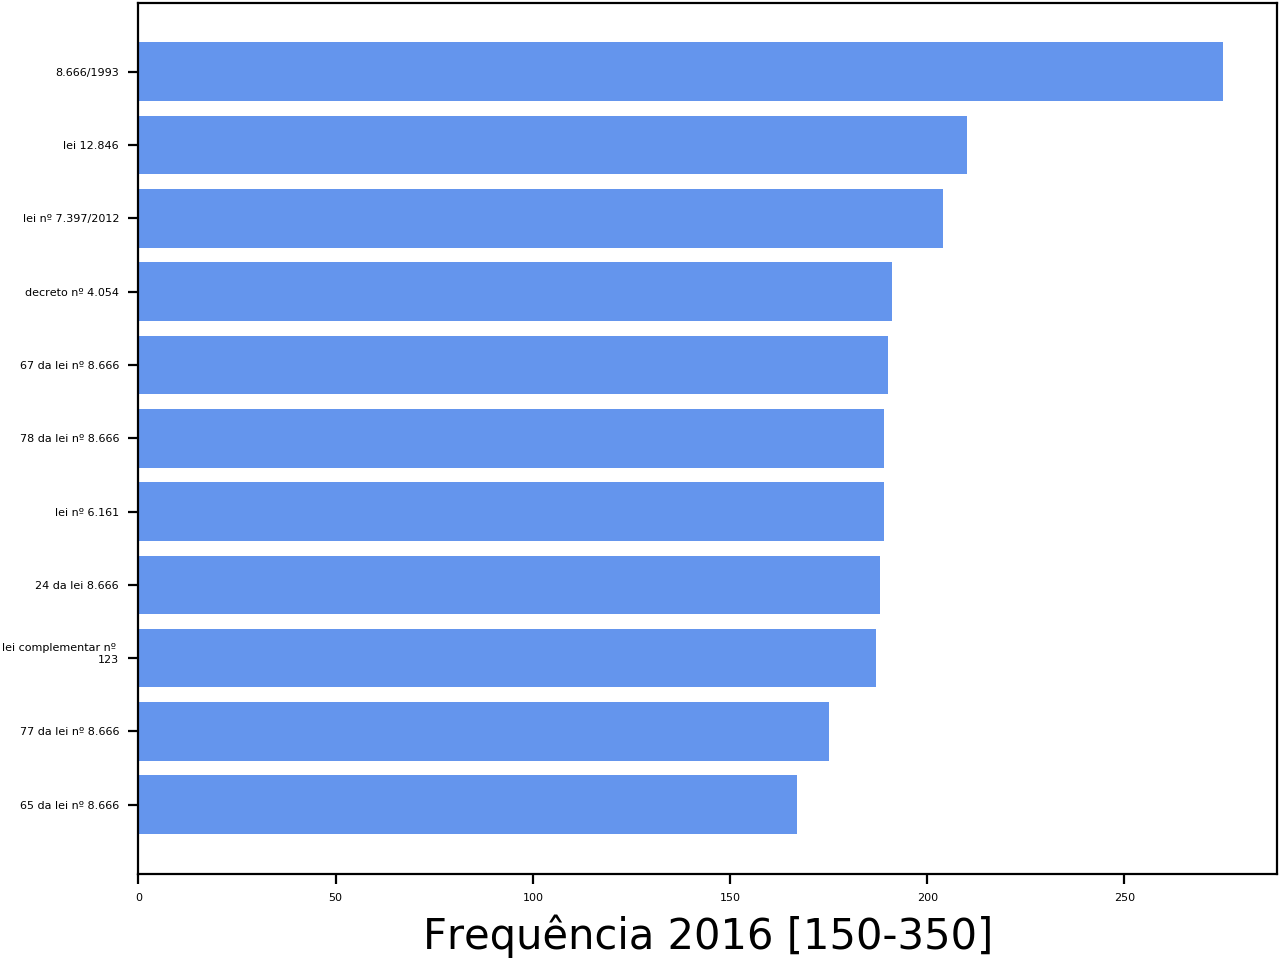 8.666/1993
lei 12.846
lei nº 7.397/2012
decreto nº 4.054
67 da lei nº 8.666
78 da lei nº 8.666
lei nº 6.161
24 da lei 8.666
lei complementar nº
123
77 da lei nº 8.666
65 da lei nº 8.666
0 50 100 150 200 250
Frequência 2016 [150-350]